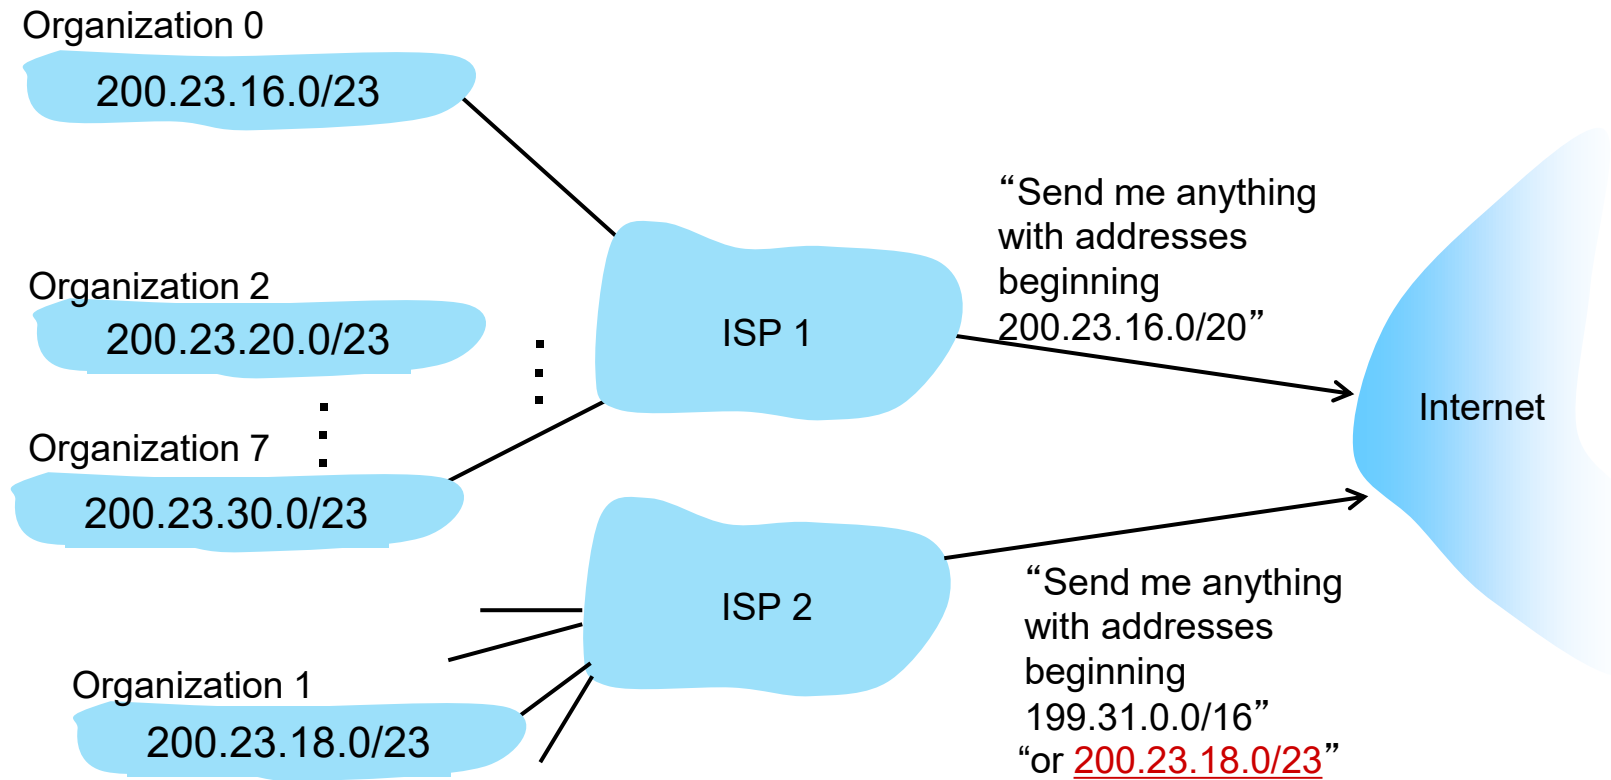 Organization 0
200.23.16.0/23
Organization 2
200.23.20.0/23
Organization 7
200.23.30.0/23
Organization 1
200.23.18.0/23
ISP 1
ISP 2
“Send me anything
with addresses
beginning
200.23.16.0/20”
“Send me anything
with addresses
beginning
199.31.0.0/16”
“or 200.23.18.0/23”
Internet